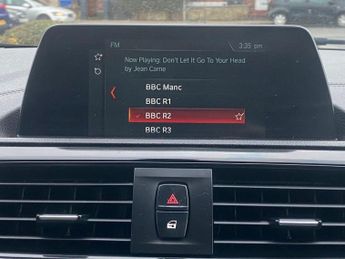 FM 3:35 pm
Now Playing: Don't Let It Go To Your Head
by Jean Carne
BBC Manc
BBC R1
BBC R2
BBC R3